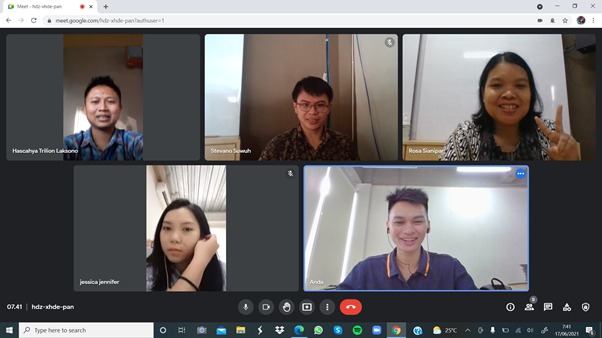 Meet - hdz-xhde-pan
meet.google.com/hdz-xhde-pan?authuser=1
Hascahya Trilion Laksono
Stevano Sowuh
Rosa Sianipar
jessica jennifer
Anda
07.41 | hdz-xhde-pan
Type here to search
25°C
7:41
17/06/2021